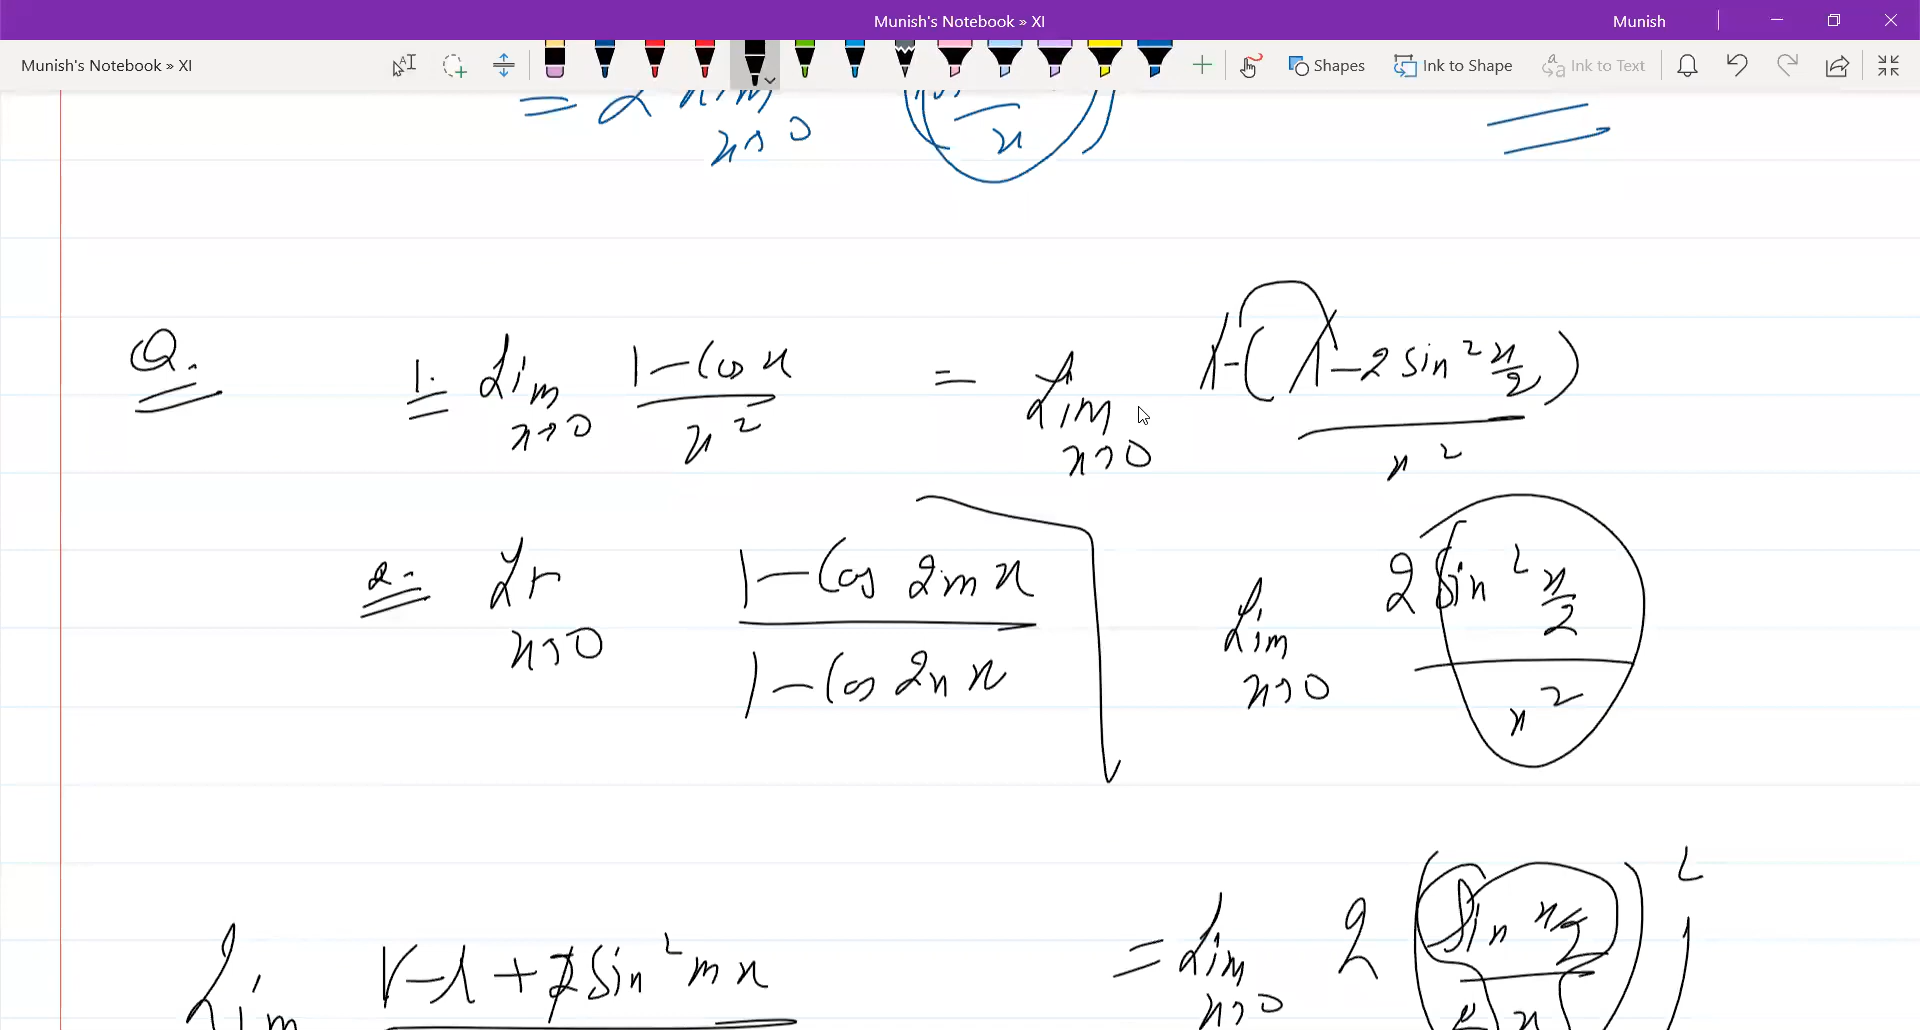 Munish's Notebook » XI
Munish
Munish's Notebook » XI
Shapes
Ink to Shape
Ink to Text
= 2 Lim x→0 x
Q.
1. Lim x→0 (1 - Cos x) / x²
= Lim x→0 (1 - (1 - 2 sin² x/2)) / x²
2. Lt x→0 (1 - Cos 2m x) / (1 - Cos 2n x)
Lim x→0 (2 Sin² x/2) / x²
Lim 1 - 1 + 2 Sin² m x
= Lim x→0 2 (Sin x/2 / x)²